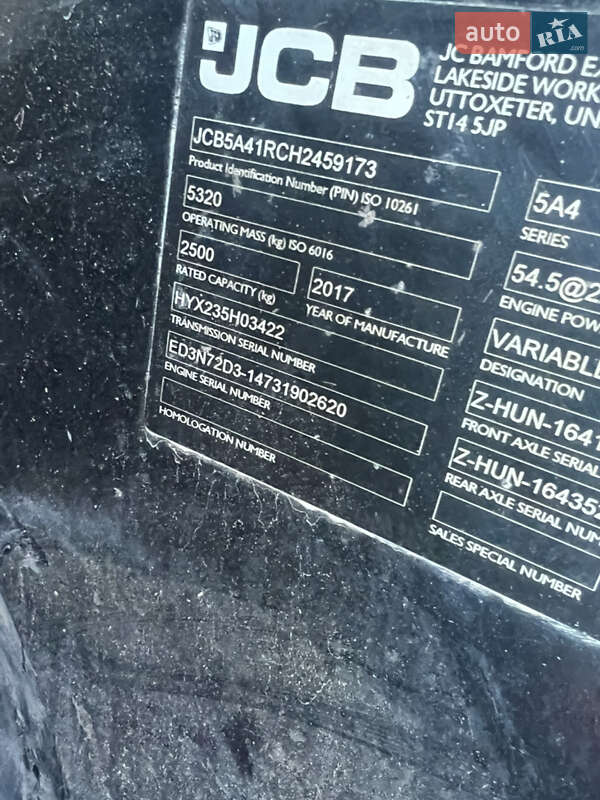 auto RIA.com
JCB
JC BAMFORD
LAKESIDE WORK
UTTOXETER,
ST14 5JP
JCB5A41RCH2459173
Product Identification Number (PIN) ISO 10261
5320
OPERATING MASS (kg) ISO 6016
2500
RATED CAPACITY (kg)
2017
YEAR OF MANUFACTURE
HYX235H03422
TRANSMISSION SERIAL NUMBER
ED3N72D3-14731902620
ENGINE SERIAL NUMBER
HOMOLOGATION NUMBER
5A4
SERIES
54.5@2
ENGINE POW
VARIABLE
DESIGNATION
Z-HUN-1641
FRONT AXLE SERIAL
Z-HUN-16435
REAR AXLE SERIAL NUM
SALES SPECIAL NUMBER